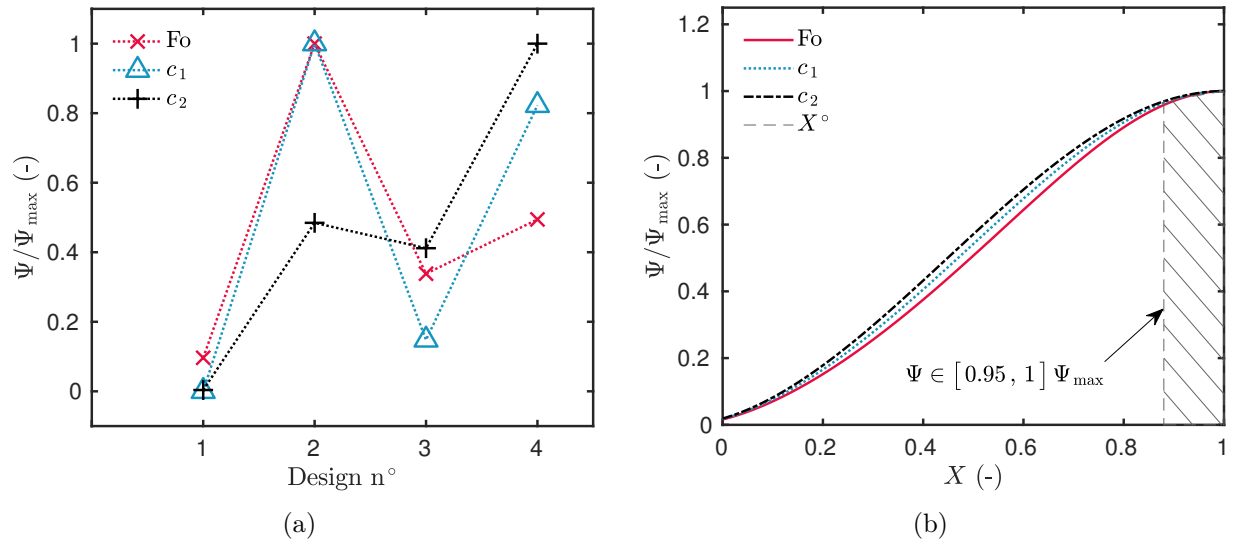 1
0.8
0.6
0.4
0.2
0
Ψ/Ψmax (-)
Fo
c1
c2
1 2 3 4
Design n°
(a)
1.2
1
0.8
0.6
0.4
0.2
0
Ψ/Ψmax (-)
Fo
c1
c2
X°
Ψ ∈ [0.95, 1] Ψmax
0 0.2 0.4 0.6 0.8 1
X (-)
(b)